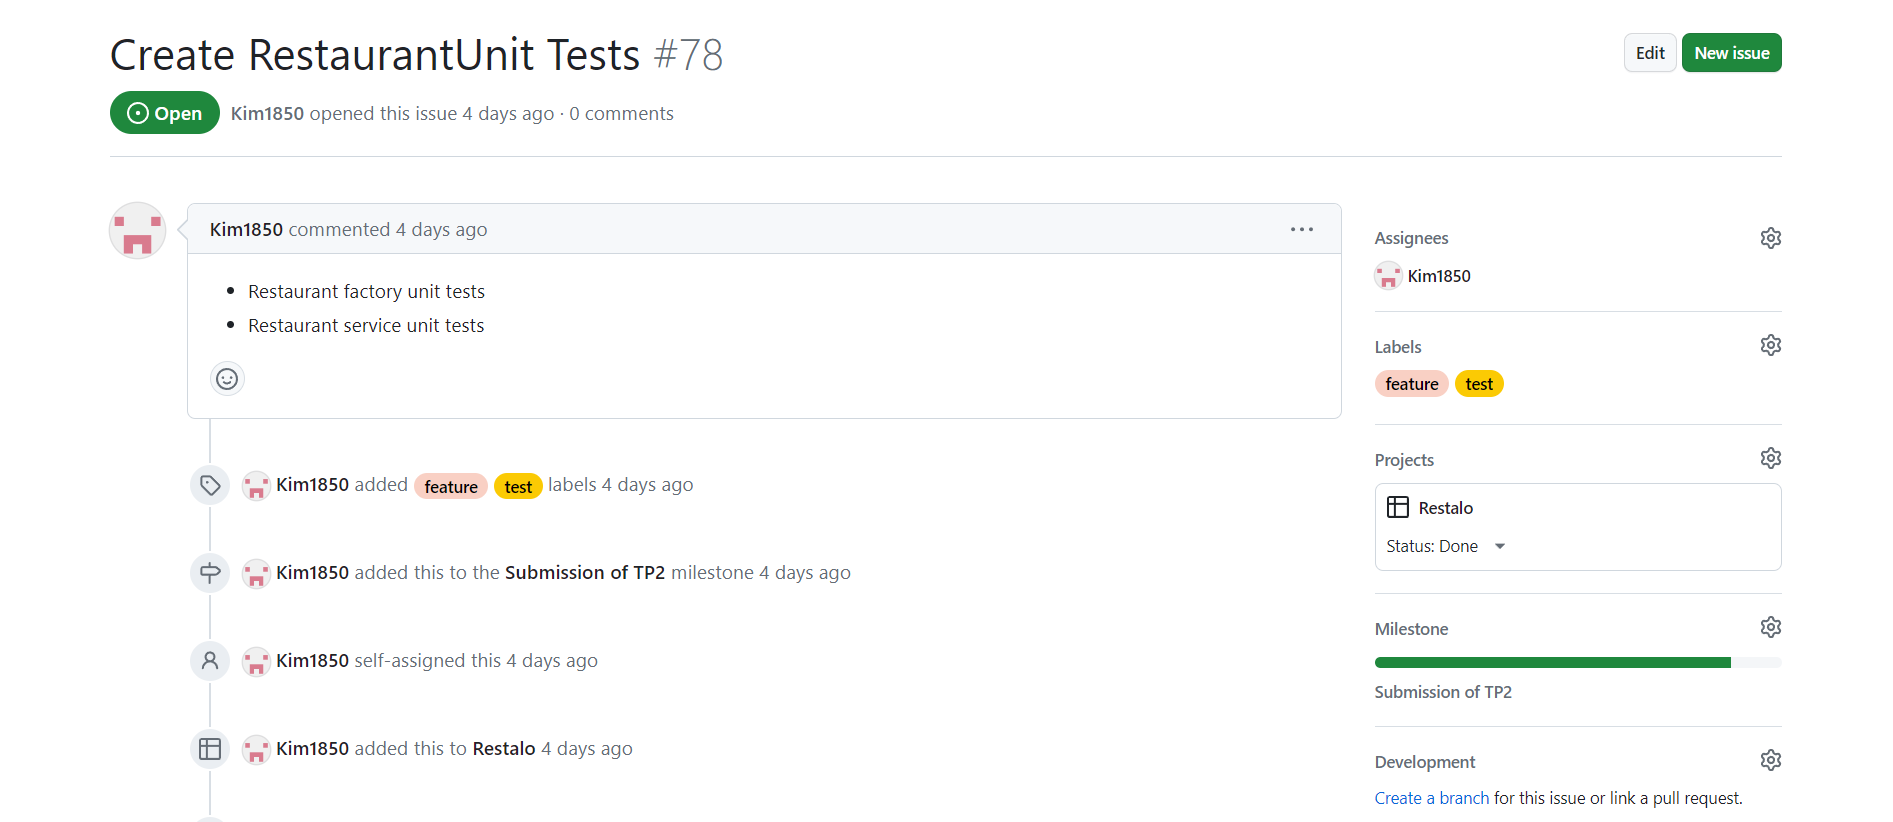 Create RestaurantUnit Tests #78
Edit
New issue
Open
Kim1850 opened this issue 4 days ago · 0 comments
Kim1850 commented 4 days ago
Restaurant factory unit tests
Restaurant service unit tests
Kim1850 added feature test labels 4 days ago
Kim1850 added this to the Submission of TP2 milestone 4 days ago
Kim1850 self-assigned this 4 days ago
Kim1850 added this to Restalo 4 days ago
Assignees
Kim1850
Labels
feature test
Projects
Restalo
Status: Done
Milestone
Submission of TP2
Development
Create a branch for this issue or link a pull request.